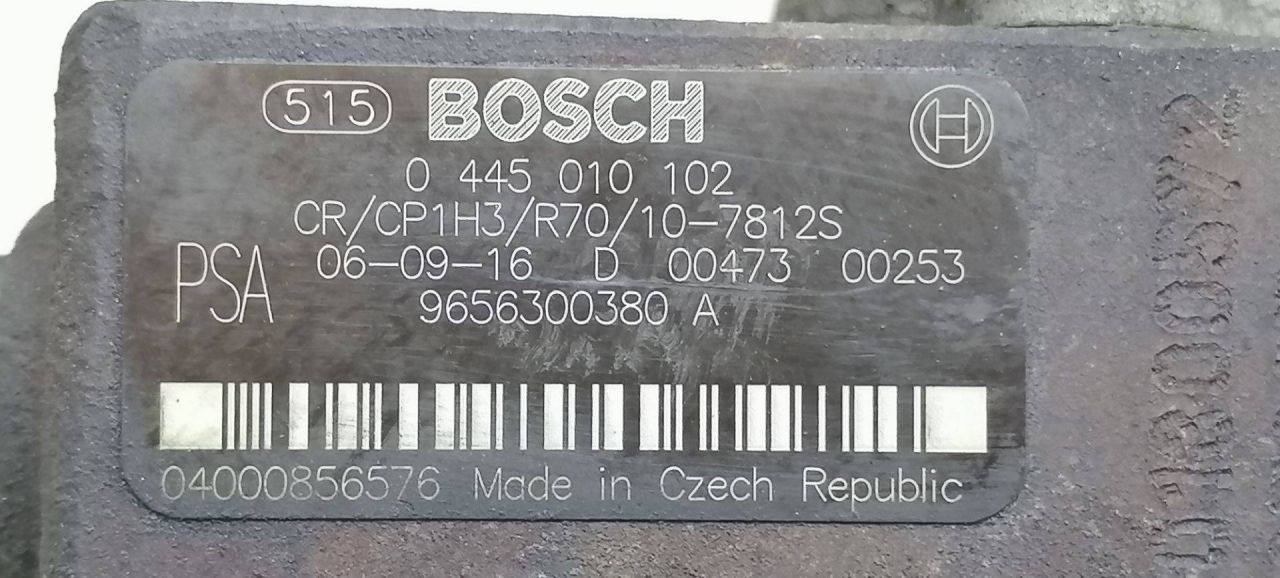 515 BOSCH
0 445 010 102
CR/CP1H3/R70/10-7812S
PSA 06-09-16 D 00473 00253
9656300380 A
04000856576 Made in Czech Republic